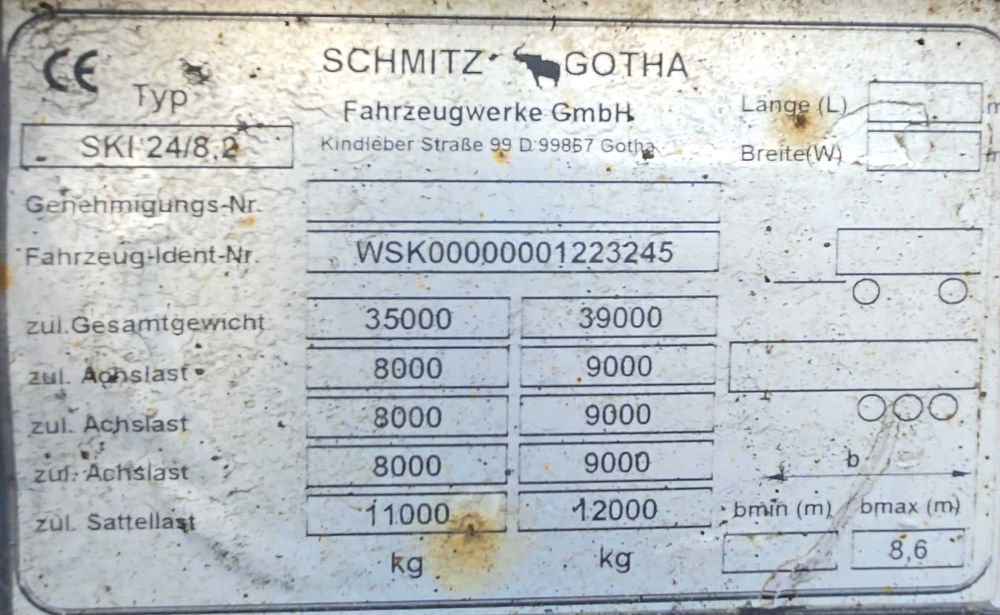 CE
SCHMITZ GOTHA
Fahrzeugwerke GmbH
Kindleber Straße 99 D 99867 Gotha
Typ
SKI 24/8,2
Länge (L) m
Breite(W) m
Genehmigungs-Nr.
Fahrzeug-Ident-Nr. WSK00000001223245
zul.Gesamtgewicht 35000 39000
zul. Achslast 8000 9000
zul. Achslast 8000 9000
zul. Achslast 8000 9000
zul. Sattellast 11000 12000
kg kg
b
bmin (m) bmax (m)
8,6